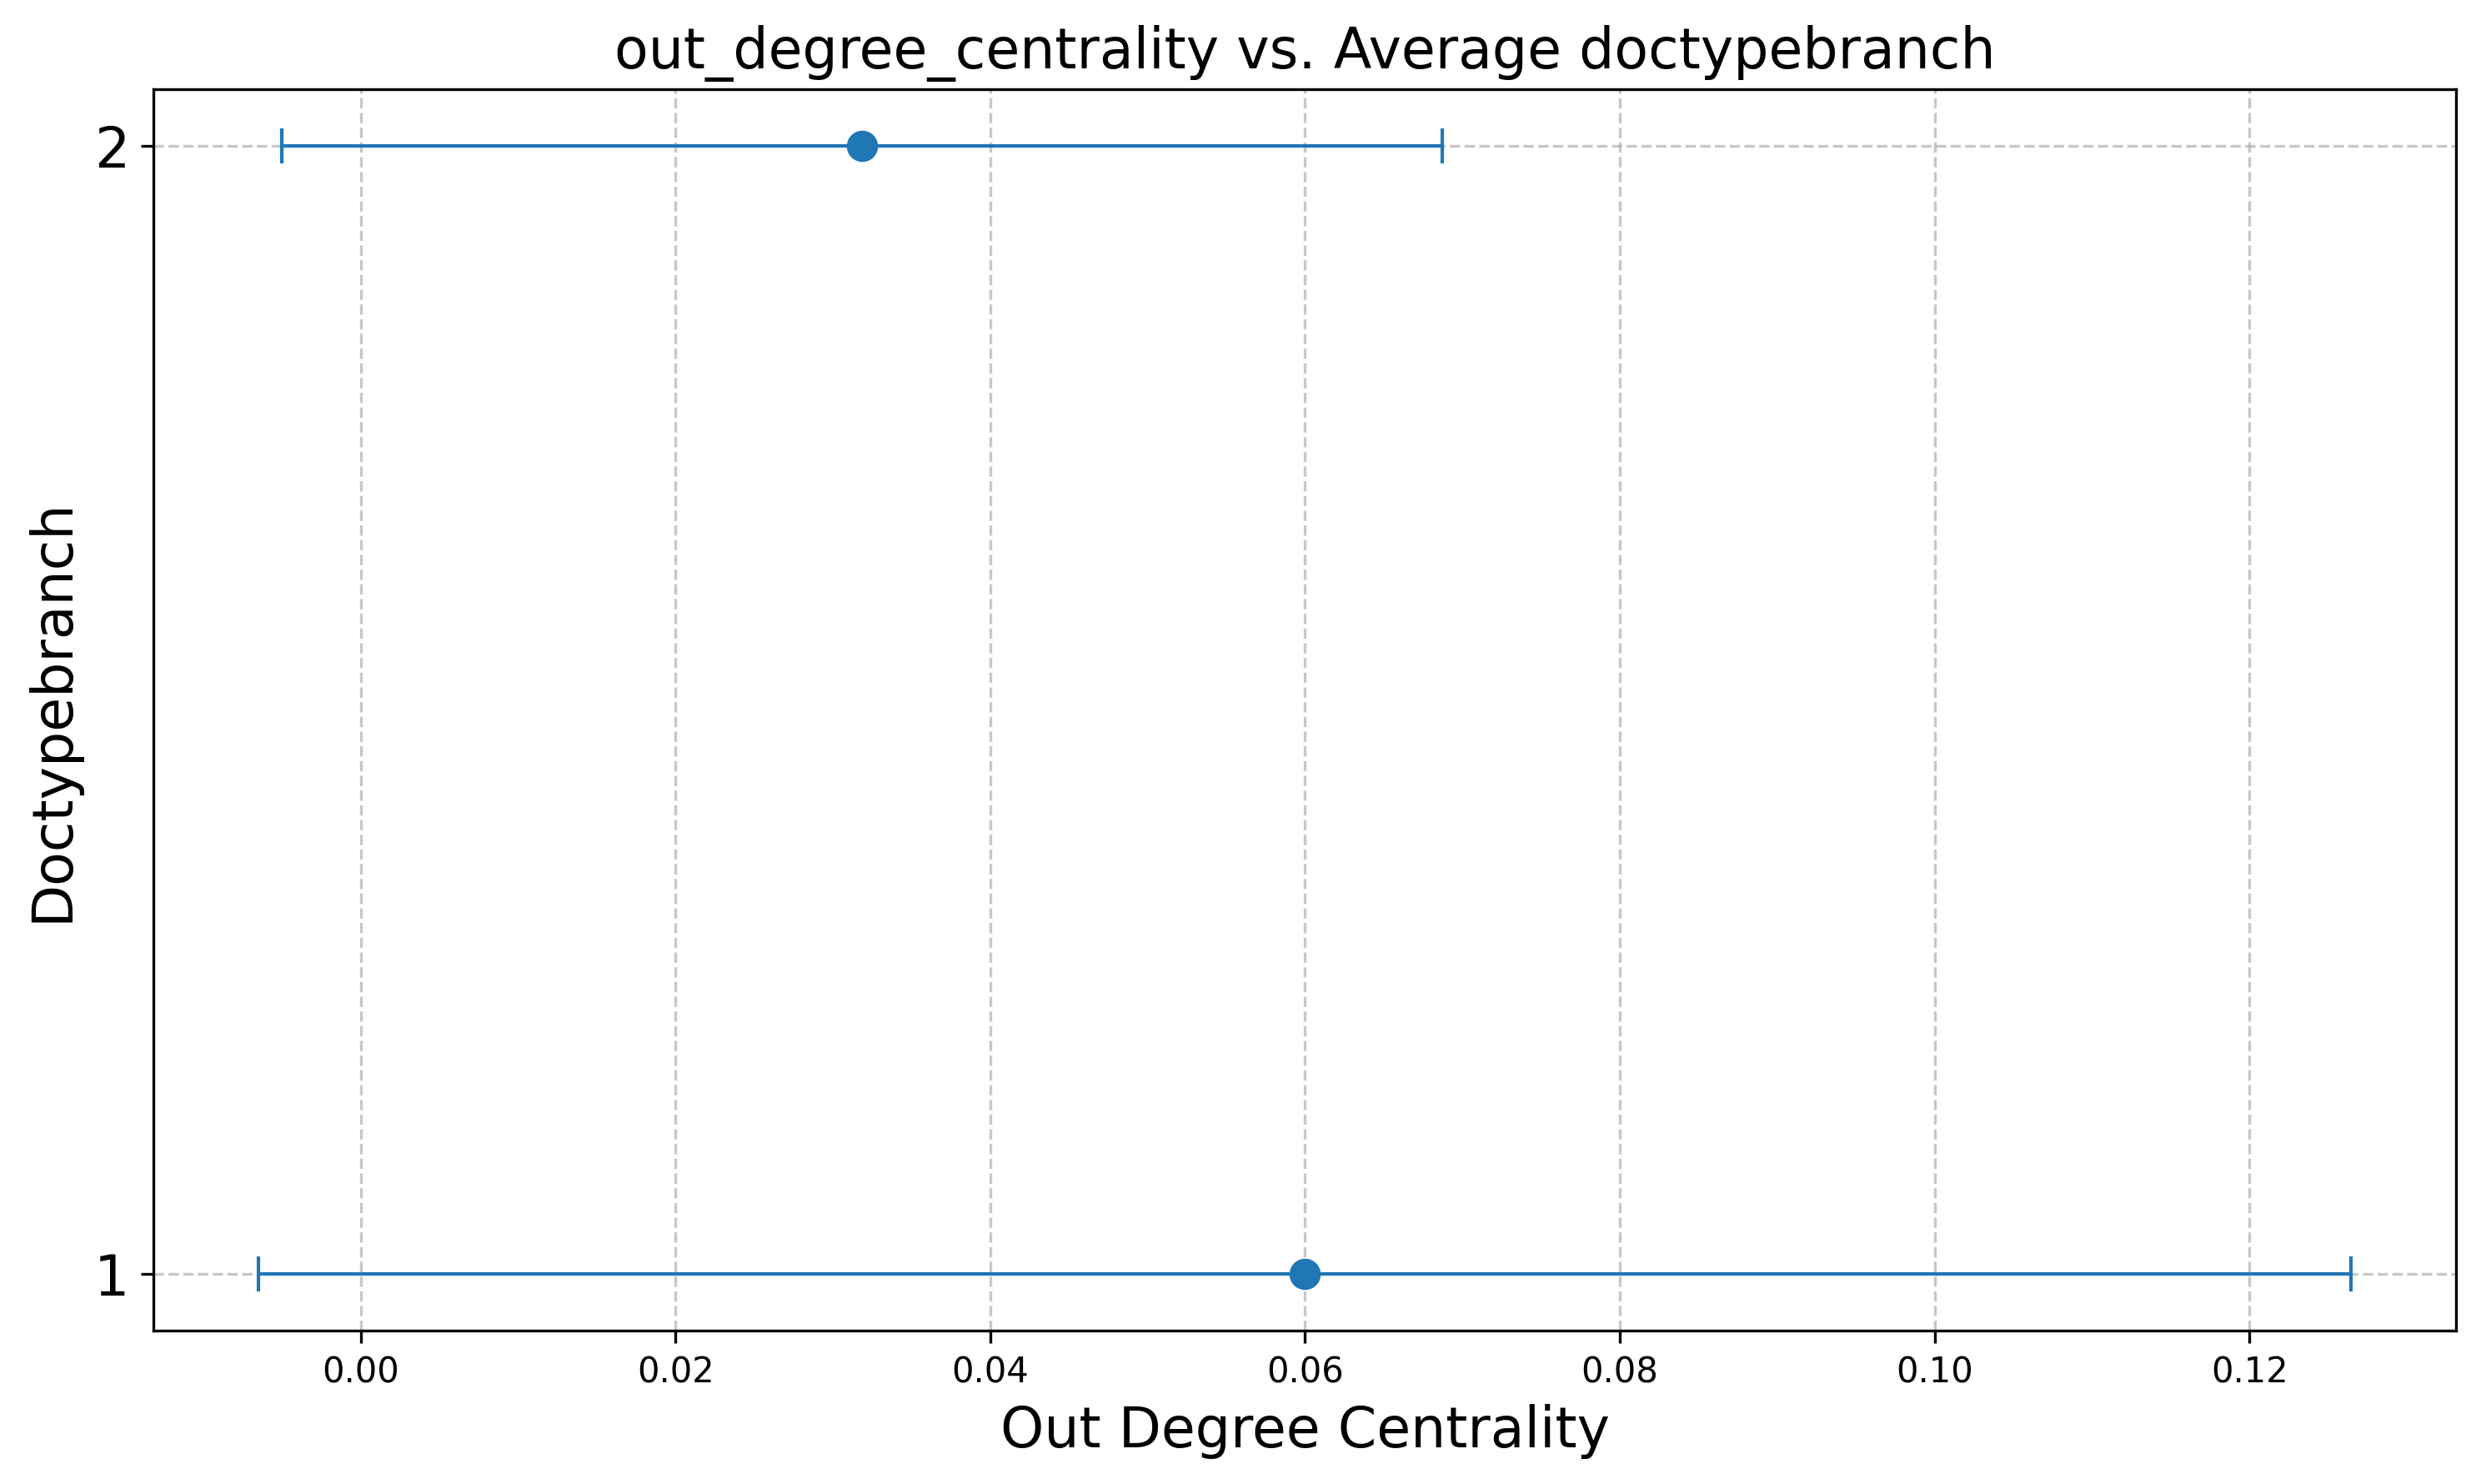 out_degree_centrality vs. Average doctypebranch
2
Doctypebranch
1
0.00 0.02 0.04 0.06 0.08 0.10 0.12
Out Degree Centrality